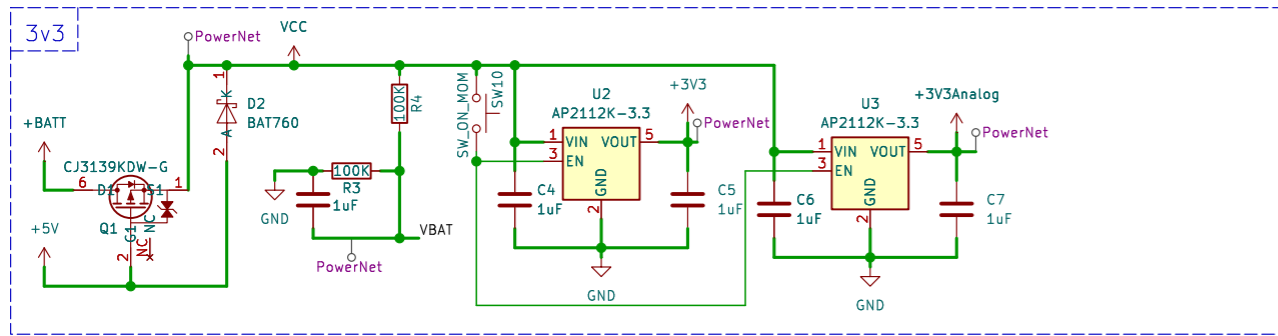 3v3
PowerNet
VCC
+BATT
CJ3139KDW-G
6
D1
S1
1
Q1
G1
NC
NC
2
+5V
1
K
D2
BAT760
A
2
100K
R4
100K
R3
1uF
GND
VBAT
PowerNet
SW_ON_MOM
SW10
U2
AP2112K-3.3
1
VIN
VOUT
5
3
EN
GND
2
C4
1uF
+3V3
PowerNet
C5
1uF
GND
U3
AP2112K-3.3
1
VIN
VOUT
5
3
EN
GND
2
C6
1uF
+3V3Analog
PowerNet
C7
1uF
GND